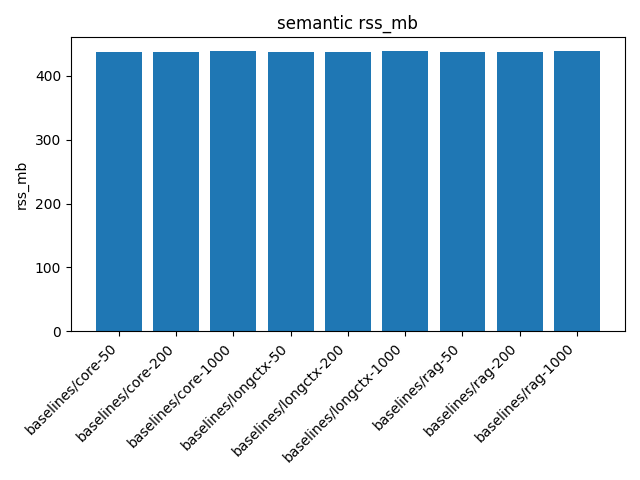 semantic rss_mb
rss_mb
400
300
200
100
0
baselines/core-50
baselines/core-200
baselines/core-1000
baselines/longctx-50
baselines/longctx-200
baselines/longctx-1000
baselines/rag-50
baselines/rag-200
baselines/rag-1000